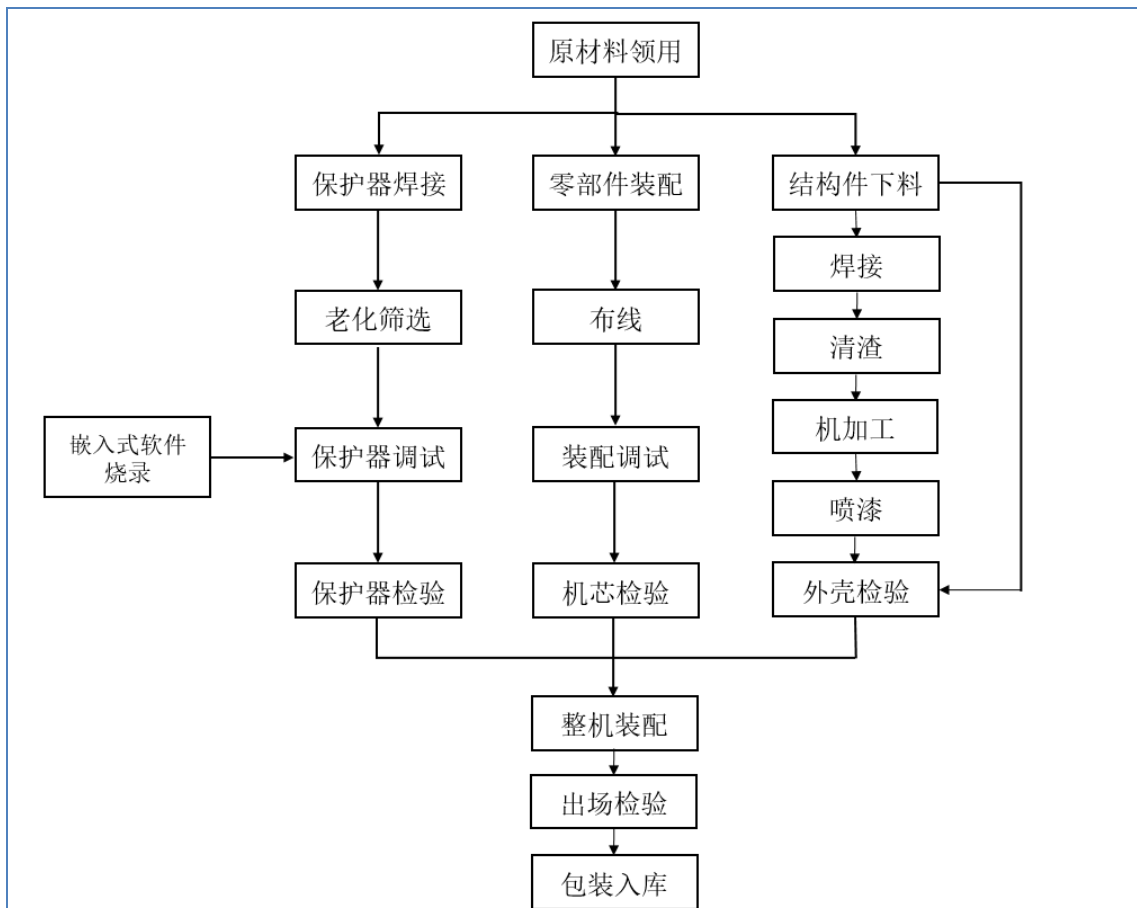 原材料领用
保护器焊接
零部件装配
结构件下料
焊接
老化筛选
布线
清渣
机加工
嵌入式软件
烧录
保护器调试
装配调试
喷漆
保护器检验
机芯检验
外壳检验
整机装配
出场检验
包装入库